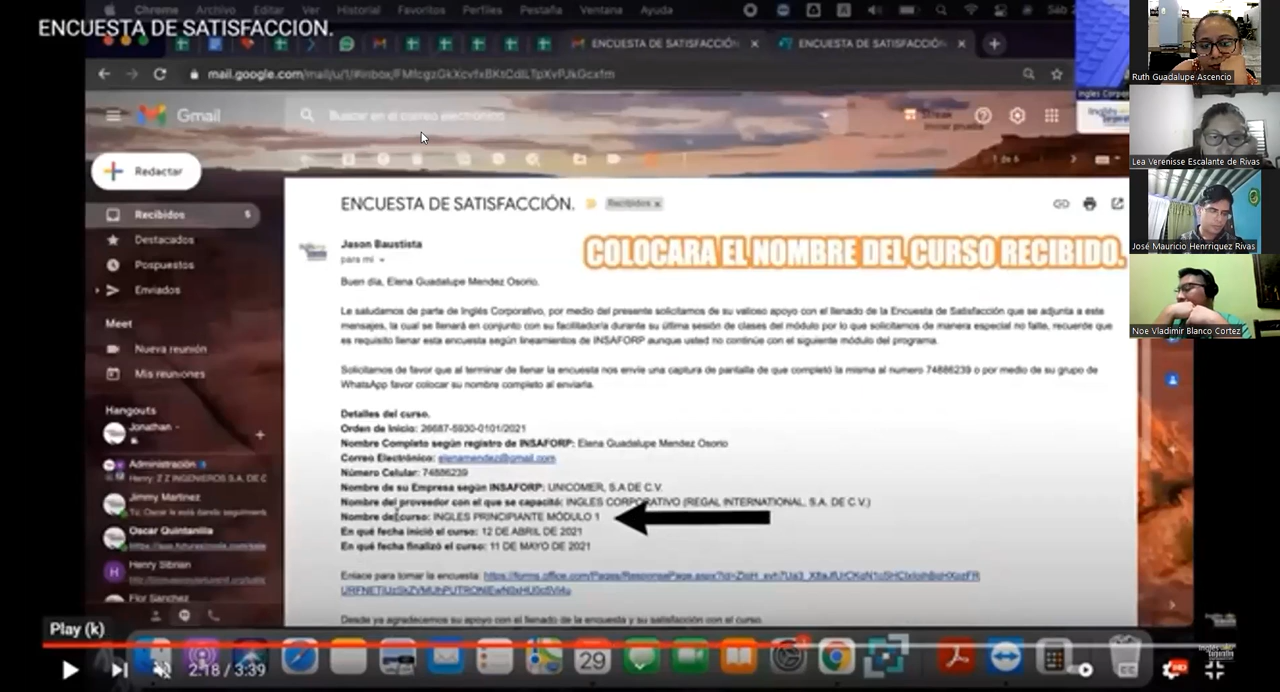 Chrome Archivo Editar Ver Historial Favoritos Perfiles Pestaña Ventana Ayuda
ENCUESTA DE SATISFACCION.
ENCUESTA DE SATISFACCIÓN
ENCUESTA DE SATISFACCIÓN
mail.google.com/mail/u/1/#inbox/
Gmail
Buscar en el correo electrónico
Redactar
Recibidos 5
Destacados
Pospuestos
Enviados
Meet
Nueva reunión
Mis reuniones
Hangouts
Jonathan
Administración
Henry: Z Z INGENIEROS S.A. DE C
Jimmy Martinez
Oscar Quintanilla
Henry Sibrian
Flor Sanchez
ENCUESTA DE SATISFACCIÓN. Recibidos x
Jason Baustista
para mí
COLOCARA EL NOMBRE DEL CURSO RECIBIDO.
Buen día, Elena Guadalupe Mendez Osorio.
Le saludamos de parte de Inglés Corporativo, por medio del presente solicitamos de su valioso apoyo con el llenado de la Encuesta de Satisfacción que se adjunta a este
mensajes, la cual se llenará en conjunto con su facilitador/a durante su última sesión de clases del módulo por lo que solicitamos de manera especial no falte, recuerde que
es requisito llenar esta encuesta según lineamientos de INSAFORP aunque usted no continúe con el siguiente módulo del programa.
Solicitamos de favor que al terminar de llenar la encuesta nos envíe una captura de pantalla de que completó la misma al numero 74886239 o por medio de su grupo de
WhatsApp favor colocar su nombre completo al enviarla.
Detalles del curso.
Orden de Inicio: 26687-5930-0101/2021
Nombre Completo según registro de INSAFORP: Elena Guadalupe Mendez Osorio
Correo Electrónico: elenamendez@gmail.com
Número Celular: 74886239
Nombre de su Empresa según INSAFORP: UNICOMER, S.A DE C.V.
Nombre del proveedor con el que se capacitó: INGLES CORPORATIVO (REGAL INTERNATIONAL, S.A. DE C.V.)
Nombre del curso: INGLES PRINCIPIANTE MÓDULO 1
En qué fecha inició el curso: 12 DE ABRIL DE 2021
En qué fecha finalizó el curso: 11 DE MAYO DE 2021
Enlace para tomar la encuesta:
Desde ya agradecemos su apoyo con el llenado de la encuesta y su satisfacción con el curso.
Ruth Guadalupe Ascencio
Lea Verenisse Escalante de Rivas
José Mauricio Henrriquez Rivas
Noe Vladimir Blanco Cortez
Play (k)
29
2:18 / 3:39
HD